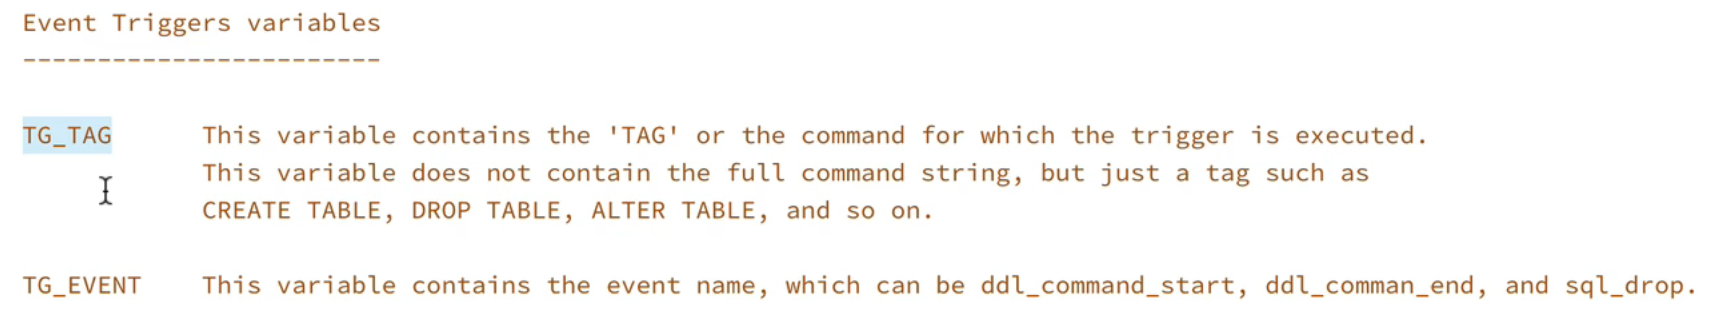 Event Triggers variables
------------------------
TG_TAG This variable contains the 'TAG' or the command for which the trigger is executed.
This variable does not contain the full command string, but just a tag such as
CREATE TABLE, DROP TABLE, ALTER TABLE, and so on.
TG_EVENT This variable contains the event name, which can be ddl_command_start, ddl_comman_end, and sql_drop.